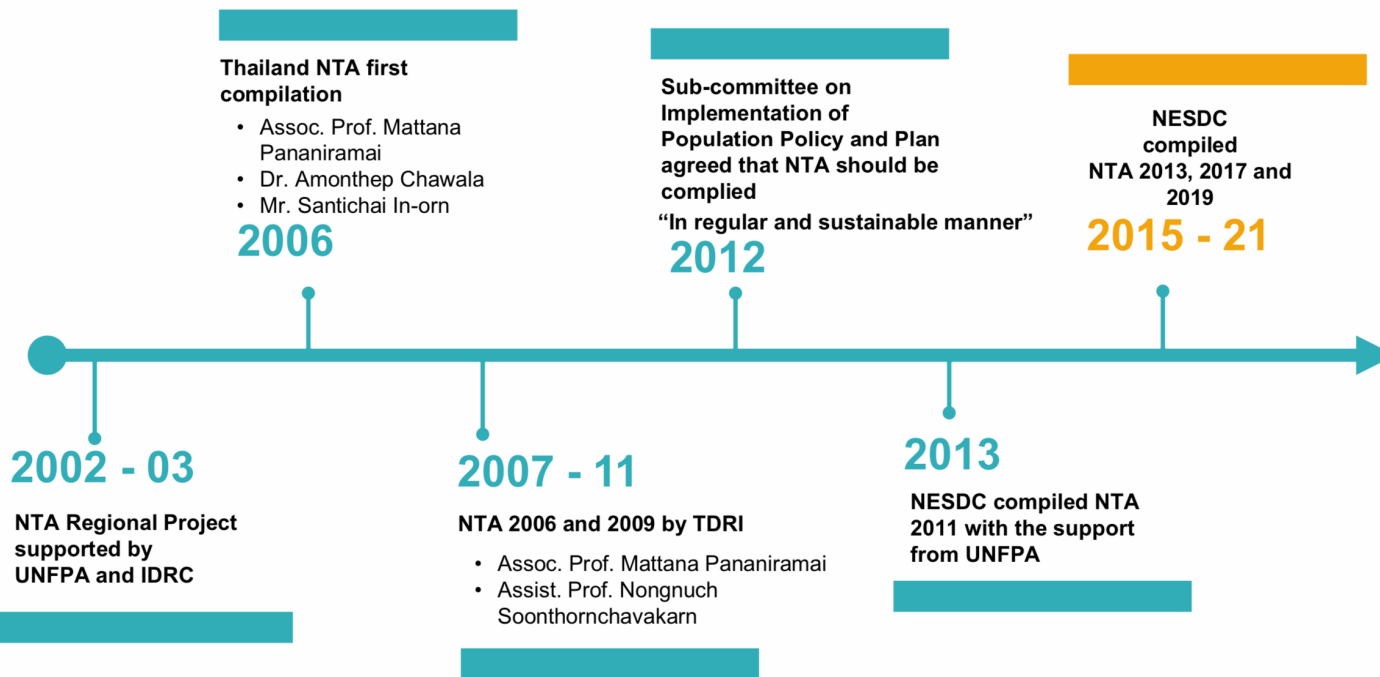 Thailand NTA first
compilation
• Assoc. Prof. Mattana
Pananiramai
• Dr. Amonthep Chawala
• Mr. Santichai In-orn
2006
Sub-committee on
Implementation of
Population Policy and Plan
agreed that NTA should be
complied
“In regular and sustainable manner”
2012
NESDC
compiled
NTA 2013, 2017 and
2019
2015 - 21
2002 - 03
NTA Regional Project
supported by
UNFPA and IDRC
2007 - 11
NTA 2006 and 2009 by TDRI
• Assoc. Prof. Mattana Pananiramai
• Assist. Prof. Nongnuch
Soonthornchavakarn
2013
NESDC compiled NTA
2011 with the support
from UNFPA